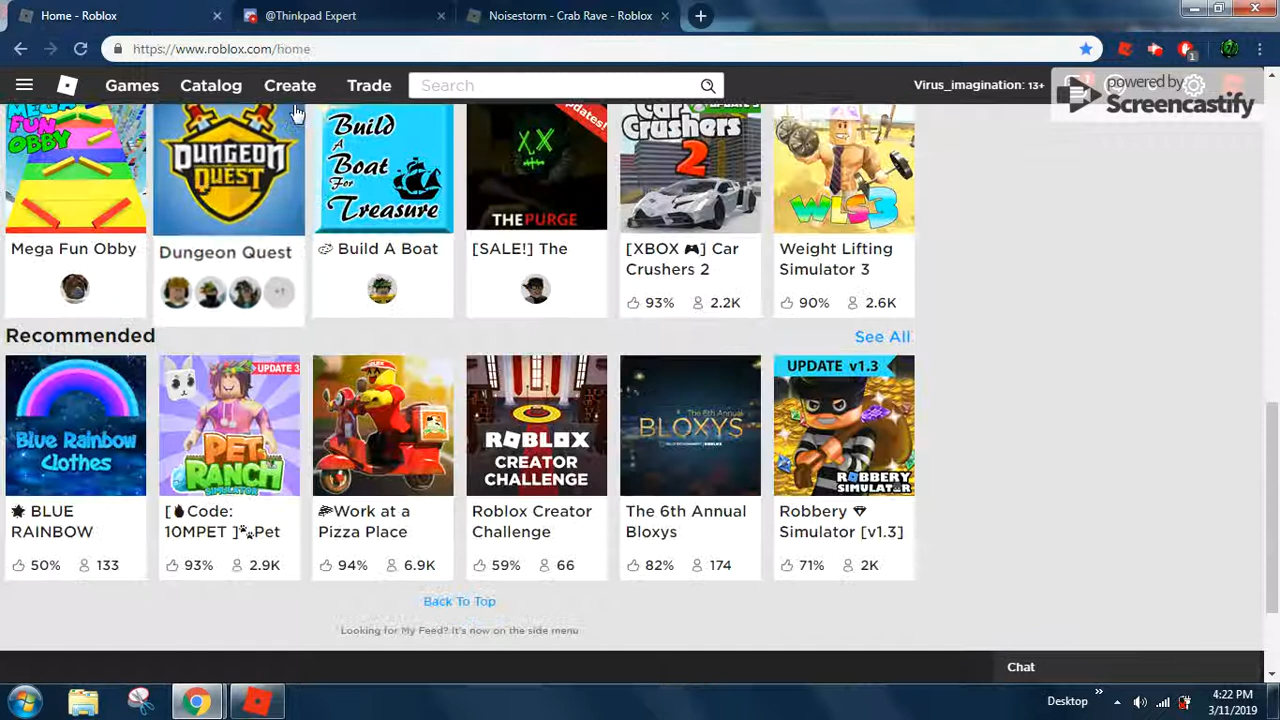 Home - Roblox
@Thinkpad Expert
Noisestorm - Crab Rave - Roblox
https://www.roblox.com/home
Games
Catalog
Create
Trade
Search
Virus_imagination: 13+
powered by
Screencastify
MEGA
FUN
OBBY
DUNGEON
QUEST
Build
A
Boat
For
Treasure
updates!
THE PURGE
Car
Crushers
2
WLS3
Mega Fun Obby
Dungeon Quest
Build A Boat
[SALE!] The
[XBOX 🎮] Car
Crushers 2
Weight Lifting
Simulator 3
+1
93% 2.2K
90% 2.6K
Recommended
See All
Blue Rainbow
Clothes
UPDATE 3
PET
RANCH
SIMULATOR
ROBLOX
CREATOR
CHALLENGE
The 6th Annual
BLOXYS
UPDATE v1.3
ROBBERY
SIMULATOR
BLUE
RAINBOW
[🔥Code:
10MPET ]🐾Pet
🍕Work at a
Pizza Place
Roblox Creator
Challenge
The 6th Annual
Bloxys
Robbery 💎
Simulator [v1.3]
50% 133
93% 2.9K
94% 6.9K
59% 66
82% 174
71% 2K
Back To Top
Looking for My Feed? It's now on the side menu
Chat
Desktop
4:22 PM
3/11/2019